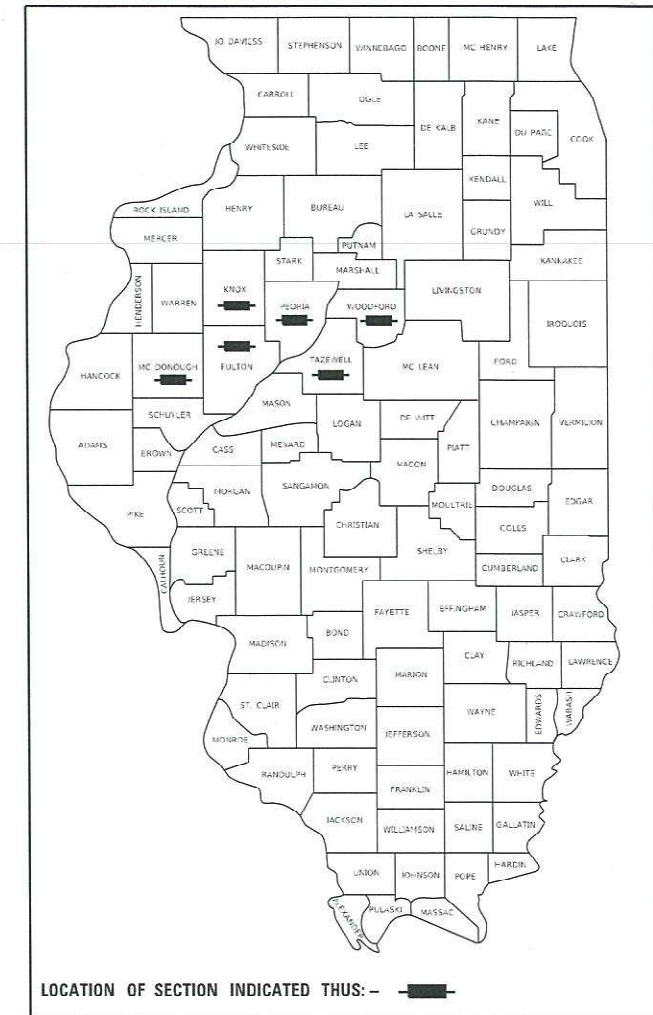 JO DAVIESS STEPHENSON WINNEBAGO BOONE MC HENRY LAKE
CARROLL OGLE DE KALB KANE DU PAGE COOK
WHITESIDE LEE
KENDALL
ROCK ISLAND HENRY BUREAU LA SALLE WILL
GRUNDY
MERCER PUTNAM
STARK MARSHALL KANKAKEE
HENDERSON WARREN KNOX PEORIA WOODFORD LIVINGSTON IROQUOIS
HANCOCK MC DONOUGH FULTON TAZEWELL MC LEAN FORD
MASON
SCHUYLER LOGAN DE WITT CHAMPAIGN VERMILION
ADAMS BROWN CASS MENARD PIATT
MACON
MORGAN SANGAMON DOUGLAS
PIKE SCOTT MOULTRIE EDGAR
CHRISTIAN COLES
GREENE SHELBY
CALHOUN MACOUPIN MONTGOMERY CUMBERLAND CLARK
JERSEY FAYETTE EFFINGHAM JASPER CRAWFORD
MADISON BOND
CLAY RICHLAND LAWRENCE
CLINTON MARION
ST. CLAIR WAYNE EDWARDS WABASH
WASHINGTON JEFFERSON
MONROE
RANDOLPH PERRY HAMILTON WHITE
FRANKLIN
JACKSON WILLIAMSON SALINE GALLATIN
UNION JOHNSON POPE HARDIN
ALEXANDER PULASKI MASSAC
LOCATION OF SECTION INDICATED THUS: –